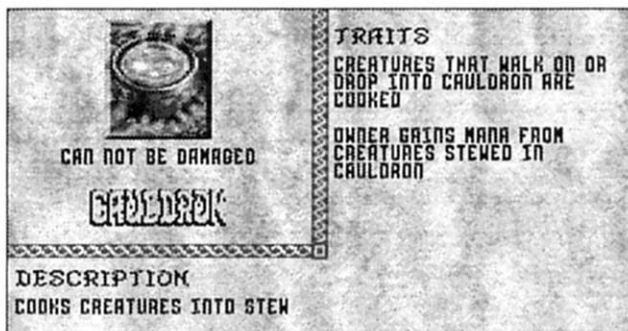 CAN NOT BE DAMAGED
CAULDRON
TRAITS
CREATURES THAT WALK ON OR
DROP INTO CAULDRON ARE
COOKED
OWNER GAINS MANA FROM
CREATURES STEWED IN
CAULDRON
DESCRIPTION
COOKS CREATURES INTO STEW